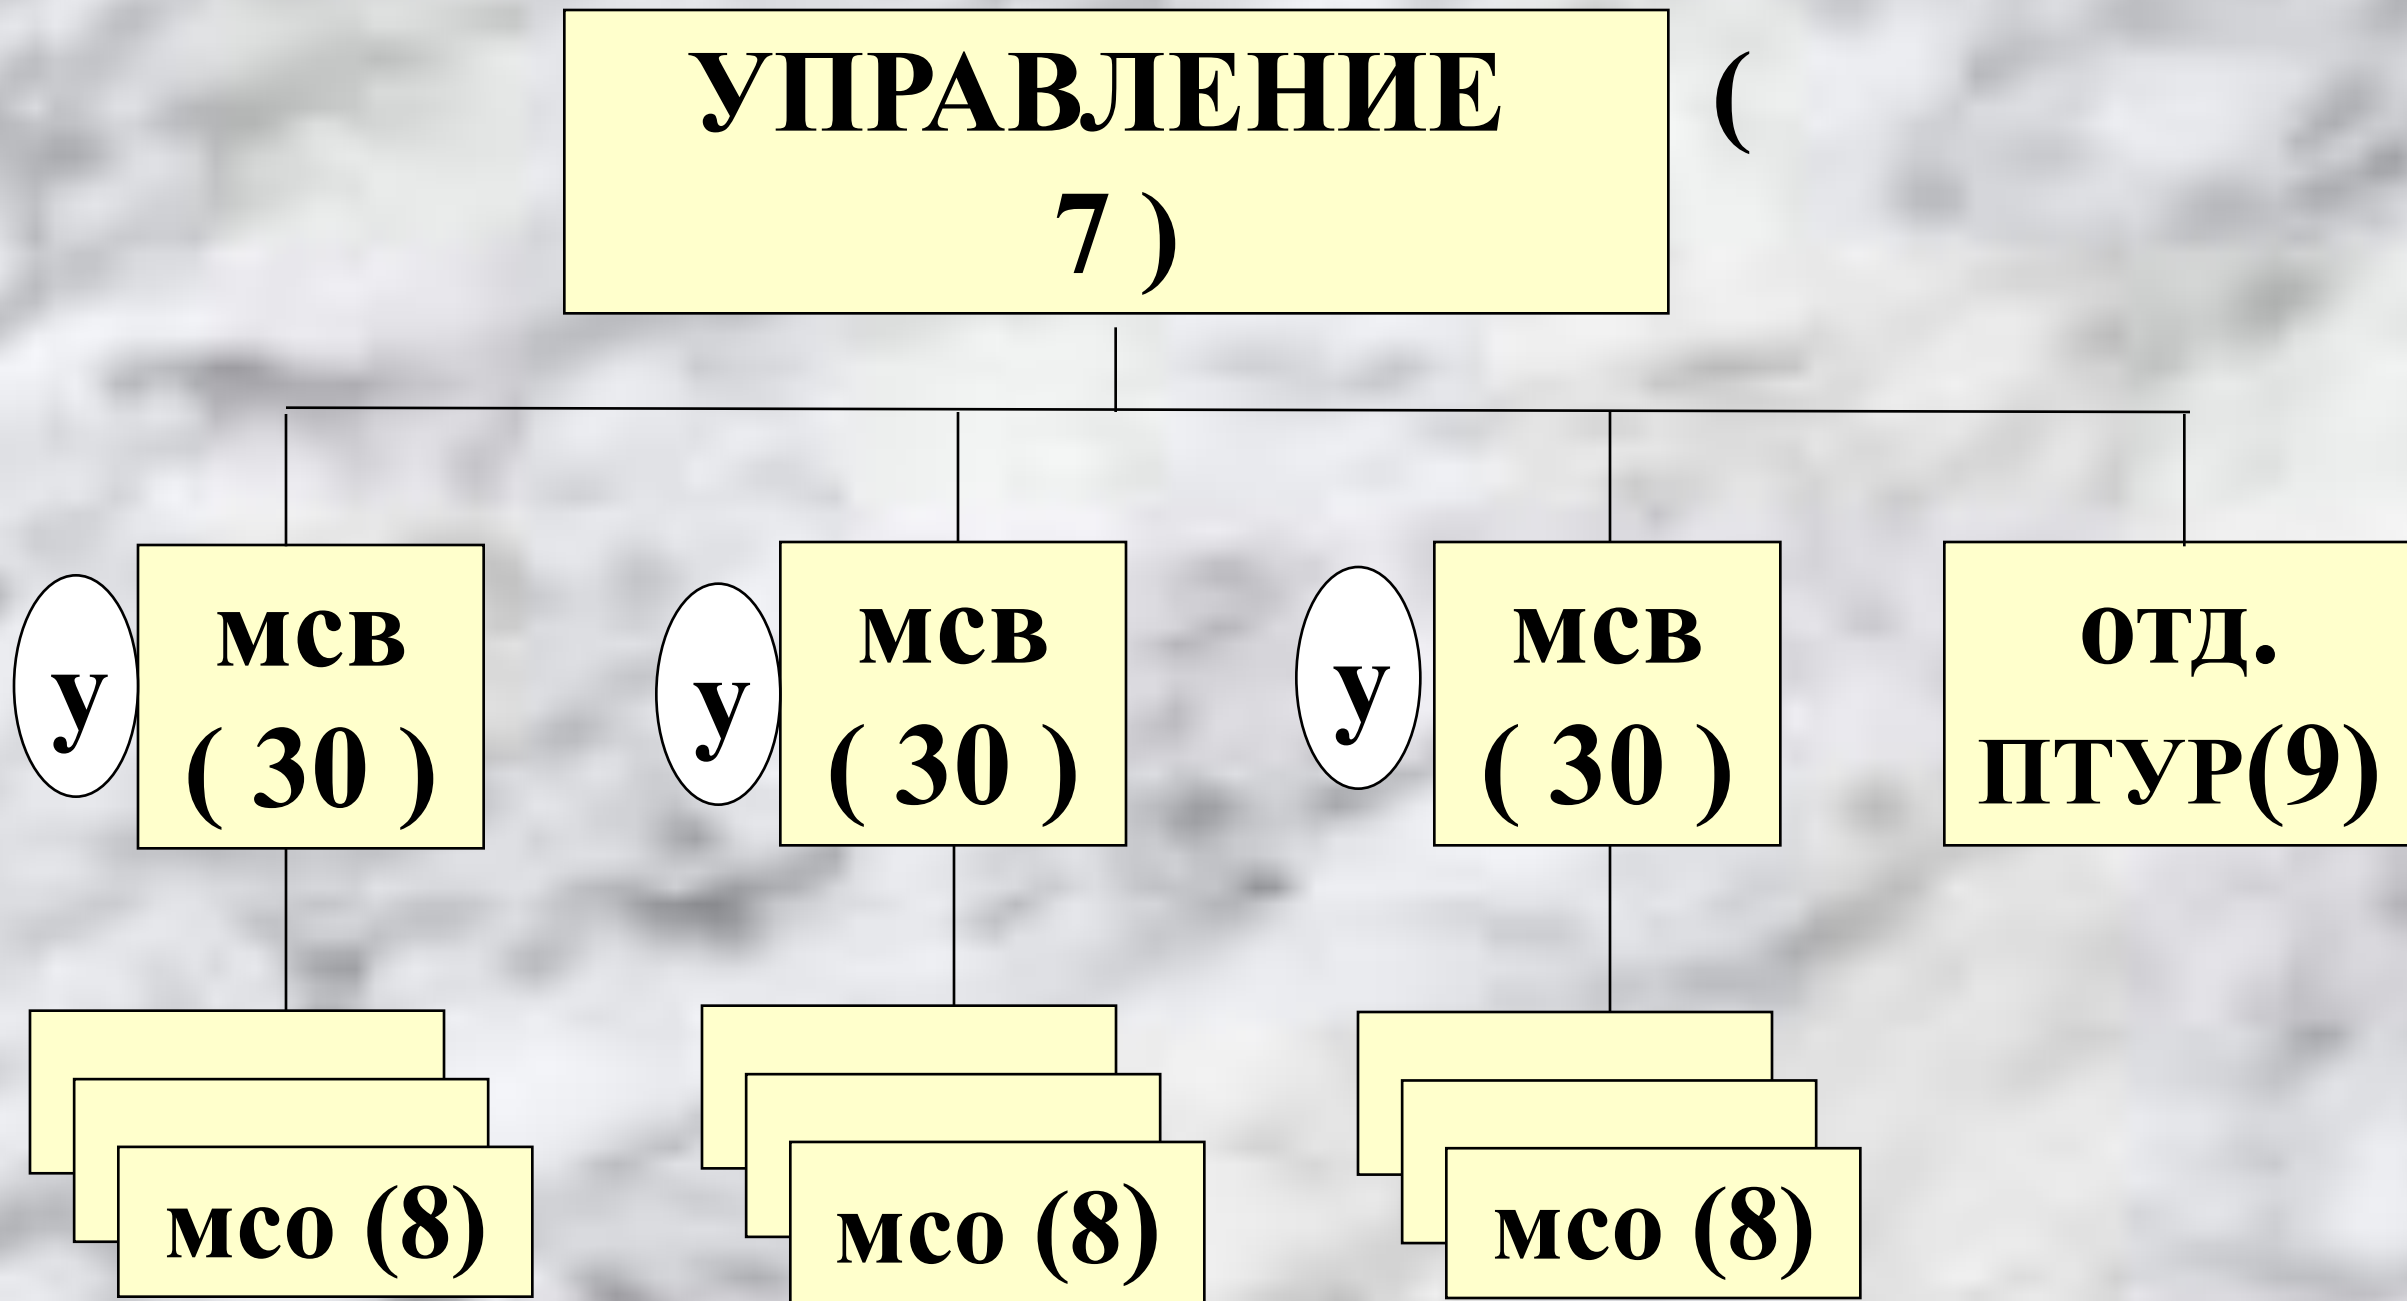 УПРАВЛЕНИЕ (
7 )
у
мсв
( 30 )
у
мсв
( 30 )
у
мсв
( 30 )
отд.
ПТУР(9)
мсо (8)
мсо (8)
мсо (8)